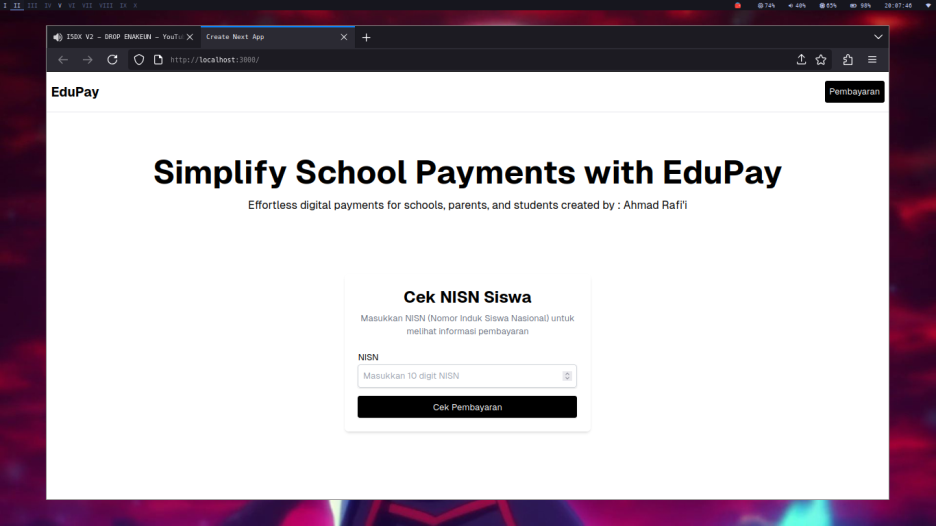 I II III IV V VI VII VIII IX X
74% 40% 65% 98% 20:07:46
I5DX V2 – DROP ENAKEUN – YouTu
Create Next App
http://localhost:3000/
EduPay
Pembayaran
Simplify School Payments with EduPay
Effortless digital payments for schools, parents, and students created by : Ahmad Rafi'i
Cek NISN Siswa
Masukkan NISN (Nomor Induk Siswa Nasional) untuk
melihat informasi pembayaran
NISN
Masukkan 10 digit NISN
Cek Pembayaran